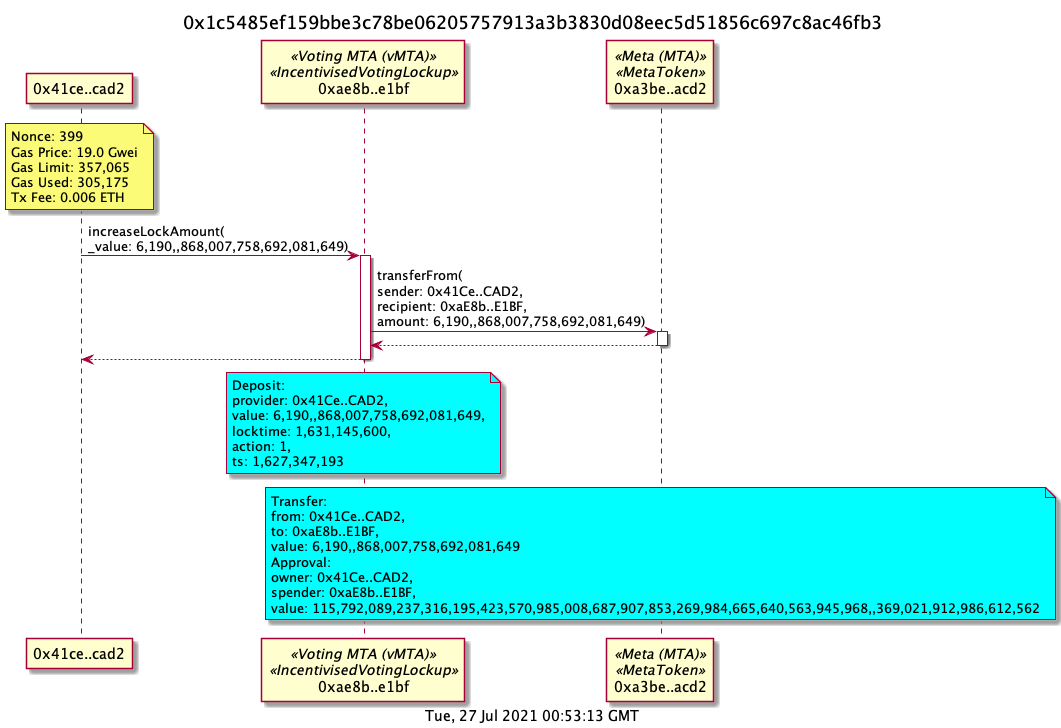 0x1c5485ef159bbe3c78be06205757913a3b3830d08eec5d51856c697c8ac46fb3
0x41ce..cad2
«Voting MTA (vMTA)»
«IncentivisedVotingLockup»
0xae8b..e1bf
«Meta (MTA)»
«MetaToken»
0xa3be..acd2
Nonce: 399
Gas Price: 19.0 Gwei
Gas Limit: 357,065
Gas Used: 305,175
Tx Fee: 0.006 ETH
increaseLockAmount(
_value: 6,190,,868,007,758,692,081,649)
transferFrom(
sender: 0x41Ce..CAD2,
recipient: 0xaE8b..E1BF,
amount: 6,190,,868,007,758,692,081,649)
Deposit:
provider: 0x41Ce..CAD2,
value: 6,190,,868,007,758,692,081,649,
locktime: 1,631,145,600,
action: 1,
ts: 1,627,347,193
Transfer:
from: 0x41Ce..CAD2,
to: 0xaE8b..E1BF,
value: 6,190,,868,007,758,692,081,649
Approval:
owner: 0x41Ce..CAD2,
spender: 0xaE8b..E1BF,
value: 115,792,089,237,316,195,423,570,985,008,687,907,853,269,984,665,640,563,945,968,,369,021,912,986,612,562
0x41ce..cad2
«Voting MTA (vMTA)»
«IncentivisedVotingLockup»
0xae8b..e1bf
«Meta (MTA)»
«MetaToken»
0xa3be..acd2
Tue, 27 Jul 2021 00:53:13 GMT